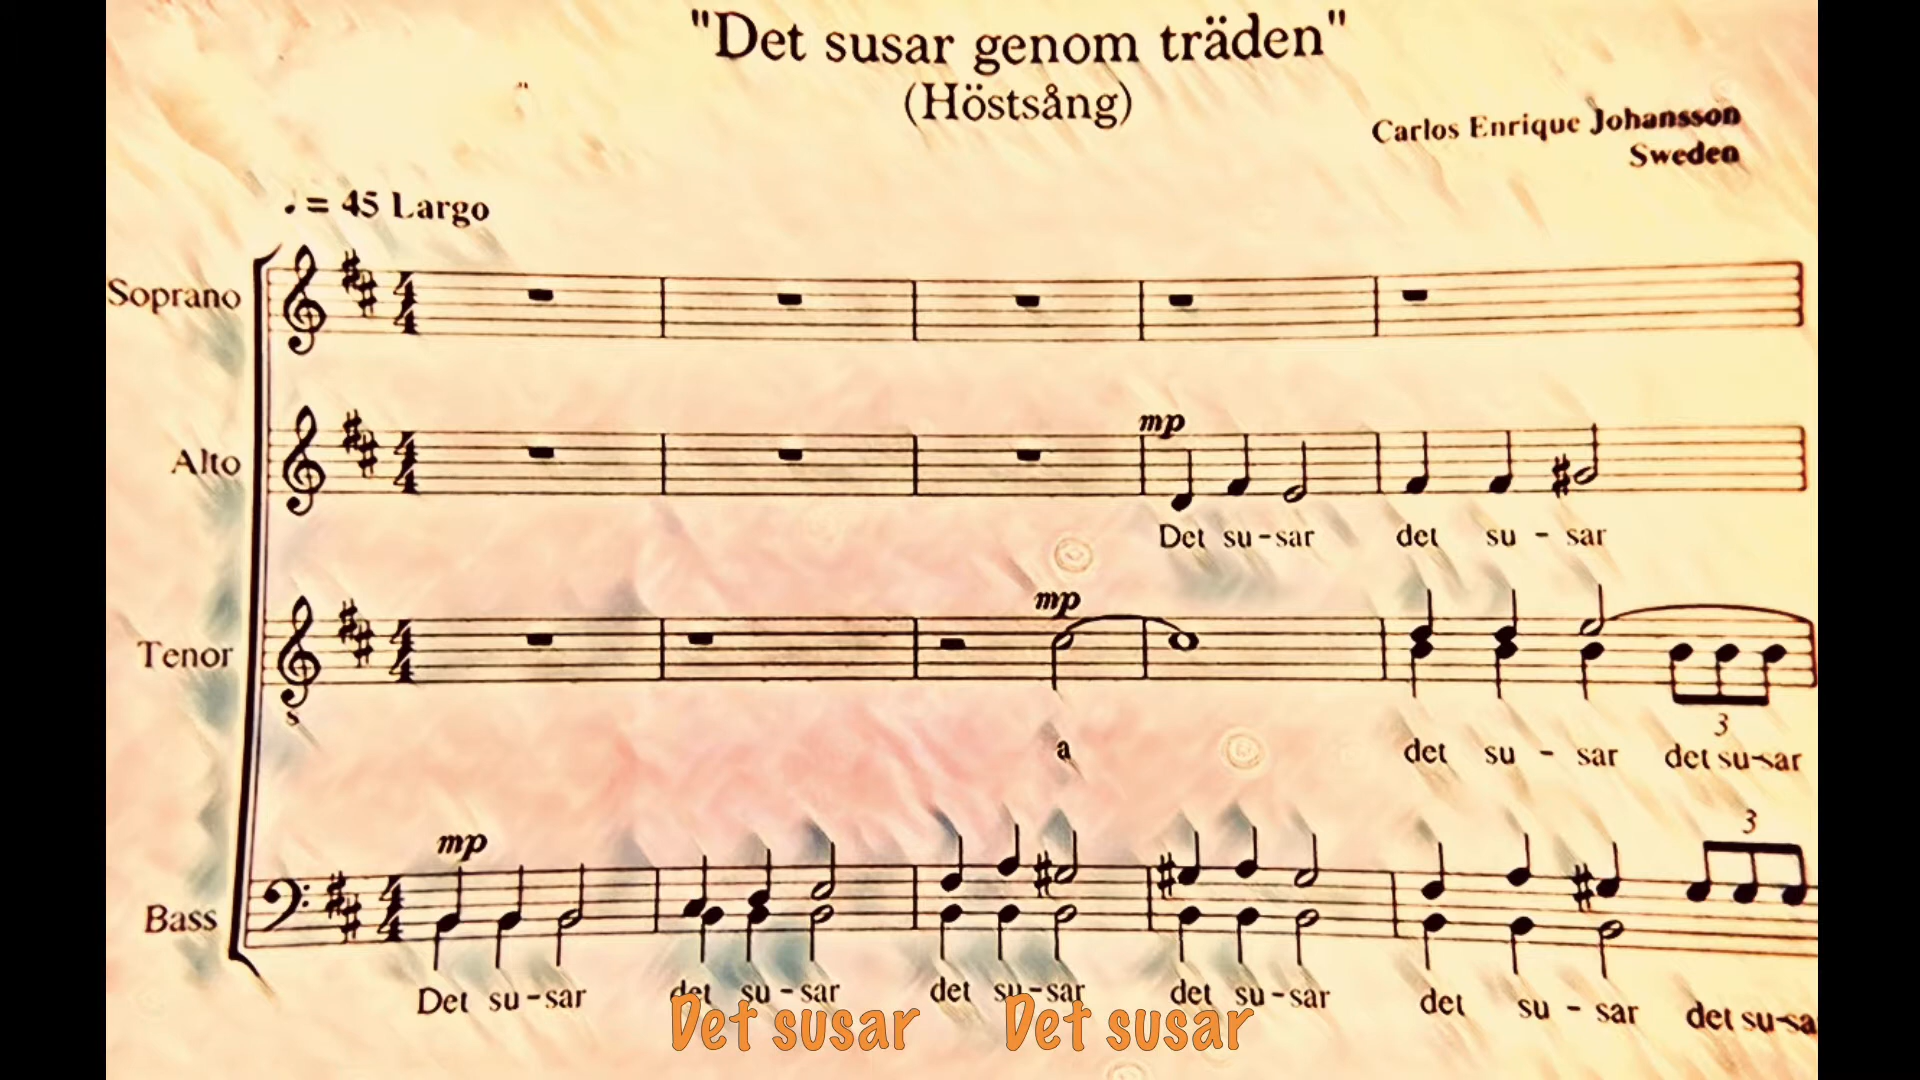 "Det susar genom träden"
(Höstsång)
Carlos Enrique Johansson
Sweden
♩ = 45 Largo
Soprano
Alto
mp
Det su-sar det su - sar
Tenor
mp
8
3
a det su - sar det su-sar
Bass
mp
3
Det su-sar det su-sar det su-sar det su-sar det su - sar det su-sa
Det susar Det susar